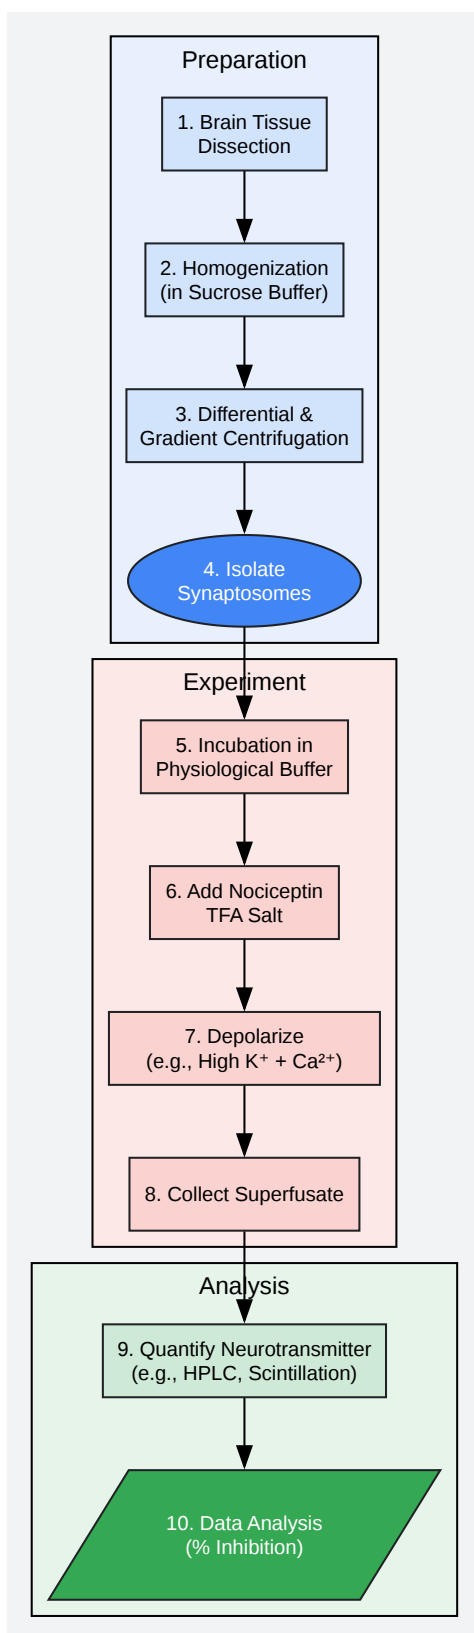 Preparation
1. Brain Tissue
Dissection
2. Homogenization
(in Sucrose Buffer)
3. Differential &
Gradient Centrifugation
4. Isolate
Synaptosomes
Experiment
5. Incubation in
Physiological Buffer
6. Add Nociceptin
TFA Salt
7. Depolarize
(e.g., High K⁺ + Ca²⁺)
8. Collect Superfusate
Analysis
9. Quantify Neurotransmitter
(e.g., HPLC, Scintillation)
10. Data Analysis
(% Inhibition)